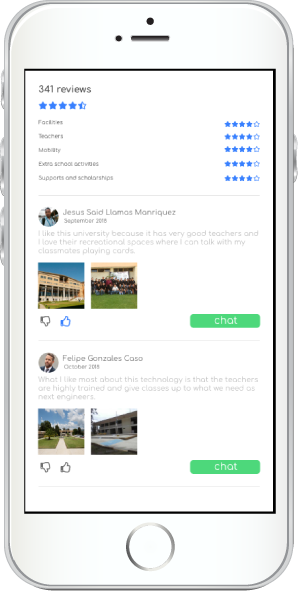 341 reviews
Facilities
Teachers
Mobility
Extra school activities
Supports and scholarships
Jesus Said Llamas Manriquez
September 2019
I like this university because it has very good teachers and
I love their recreational spaces where I can talk with my
classmates playing cards.
chat
Felipe Gonzales Caso
October 2019
What I like most about this technology is that the teachers
are highly trained and give classes up to what we need as
next engineers.
chat